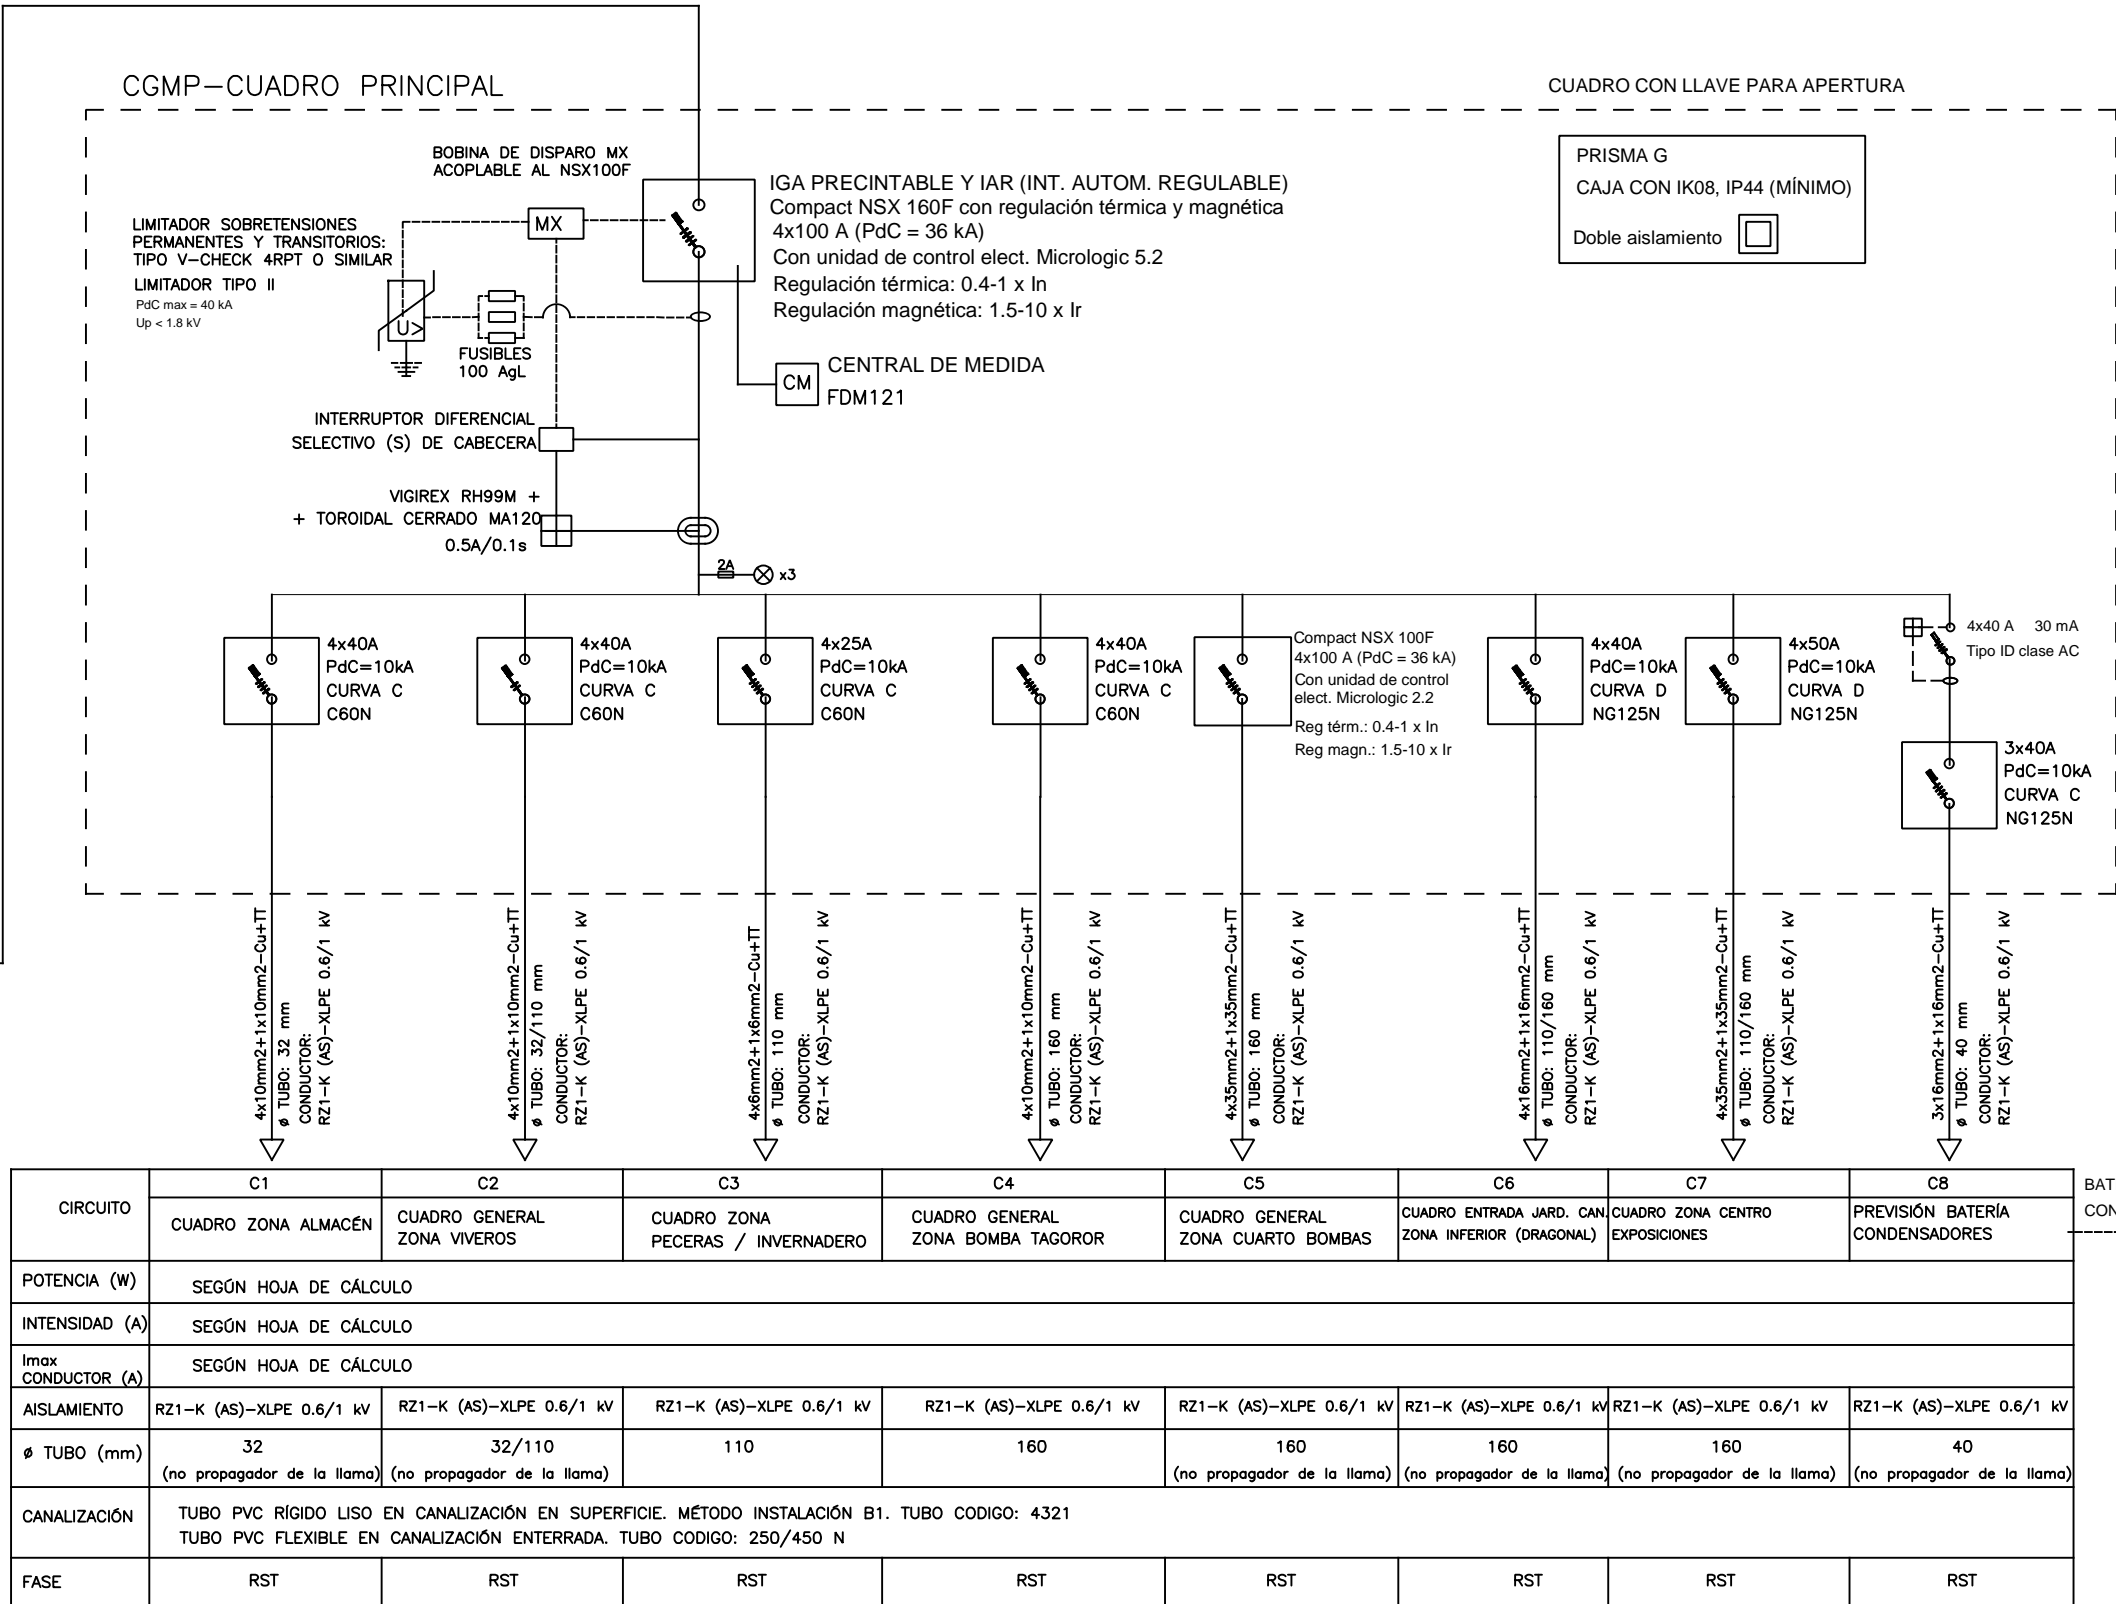 CGMP-CUADRO PRINCIPAL
CUADRO CON LLAVE PARA APERTURA
BOBINA DE DISPARO MX
ACOPLABLE AL NSX100F
MX
LIMITADOR SOBRETENSIONES
PERMANENTES Y TRANSITORIOS:
TIPO V-CHECK 4RPT O SIMILAR
LIMITADOR TIPO II
PdC max = 40 kA
Up < 1.8 kV
U>
FUSIBLES
100 AgL
IGA PRECINTABLE Y IAR (INT. AUTOM. REGULABLE)
Compact NSX 160F con regulación térmica y magnética
4x100 A (PdC = 36 kA)
Con unidad de control elect. Micrologic 5.2
Regulación térmica: 0.4-1 x In
Regulación magnética: 1.5-10 x Ir
PRISMA G
CAJA CON IK08, IP44 (MÍNIMO)
Doble aislamiento
CM
CENTRAL DE MEDIDA
FDM121
INTERRUPTOR DIFERENCIAL
SELECTIVO (S) DE CABECERA
VIGIREX RH99M +
+ TOROIDAL CERRADO MA120
0.5A/0.1s
2A
x3
4x40A
PdC=10kA
CURVA C
C60N
4x40A
PdC=10kA
CURVA C
C60N
4x25A
PdC=10kA
CURVA C
C60N
4x40A
PdC=10kA
CURVA C
C60N
Compact NSX 100F
4x100 A (PdC = 36 kA)
Con unidad de control
elect. Micrologic 2.2
Reg térm.: 0.4-1 x In
Reg magn.: 1.5-10 x Ir
4x40A
PdC=10kA
CURVA D
NG125N
4x50A
PdC=10kA
CURVA D
NG125N
4x40 A 30 mA
Tipo ID clase AC
3x40A
PdC=10kA
CURVA C
NG125N
4x10mm2+1x10mm2-Cu+TT
ø TUBO: 32 mm
CONDUCTOR:
RZ1-K (AS)-XLPE 0.6/1 kV
4x10mm2+1x10mm2-Cu+TT
ø TUBO: 32/110 mm
CONDUCTOR:
RZ1-K (AS)-XLPE 0.6/1 kV
4x6mm2+1x6mm2-Cu+TT
ø TUBO: 110 mm
CONDUCTOR:
RZ1-K (AS)-XLPE 0.6/1 kV
4x10mm2+1x10mm2-Cu+TT
ø TUBO: 160 mm
CONDUCTOR:
RZ1-K (AS)-XLPE 0.6/1 kV
4x35mm2+1x35mm2-Cu+TT
ø TUBO: 160 mm
CONDUCTOR:
RZ1-K (AS)-XLPE 0.6/1 kV
4x16mm2+1x16mm2-Cu+TT
ø TUBO: 110/160 mm
CONDUCTOR:
RZ1-K (AS)-XLPE 0.6/1 kV
4x35mm2+1x35mm2-Cu+TT
ø TUBO: 110/160 mm
CONDUCTOR:
RZ1-K (AS)-XLPE 0.6/1 kV
3x16mm2+1x16mm2-Cu+TT
ø TUBO: 40 mm
CONDUCTOR:
RZ1-K (AS)-XLPE 0.6/1 kV
CIRCUITO
C1
CUADRO ZONA ALMACÉN
C2
CUADRO GENERAL
ZONA VIVEROS
C3
CUADRO ZONA
PECERAS / INVERNADERO
C4
CUADRO GENERAL
ZONA BOMBA TAGOROR
C5
CUADRO GENERAL
ZONA CUARTO BOMBAS
C6
CUADRO ENTRADA JARD. CAN.
ZONA INFERIOR (DRAGONAL)
C7
CUADRO ZONA CENTRO
EXPOSICIONES
C8
PREVISIÓN BATERÍA
CONDENSADORES
BAT
CON
POTENCIA (W) SEGÚN HOJA DE CÁLCULO
INTENSIDAD (A) SEGÚN HOJA DE CÁLCULO
Imax
CONDUCTOR (A) SEGÚN HOJA DE CÁLCULO
AISLAMIENTO RZ1-K (AS)-XLPE 0.6/1 kV RZ1-K (AS)-XLPE 0.6/1 kV RZ1-K (AS)-XLPE 0.6/1 kV RZ1-K (AS)-XLPE 0.6/1 kV RZ1-K (AS)-XLPE 0.6/1 kV RZ1-K (AS)-XLPE 0.6/1 kV RZ1-K (AS)-XLPE 0.6/1 kV RZ1-K (AS)-XLPE 0.6/1 kV
ø TUBO (mm) 32 32/110 110 160 160 160 160 40
(no propagador de la llama) (no propagador de la llama) (no propagador de la llama) (no propagador de la llama) (no propagador de la llama) (no propagador de la llama)
CANALIZACIÓN
TUBO PVC RÍGIDO LISO EN CANALIZACIÓN EN SUPERFICIE. MÉTODO INSTALACIÓN B1. TUBO CODIGO: 4321
TUBO PVC FLEXIBLE EN CANALIZACIÓN ENTERRADA. TUBO CODIGO: 250/450 N
FASE RST RST RST RST RST RST RST RST